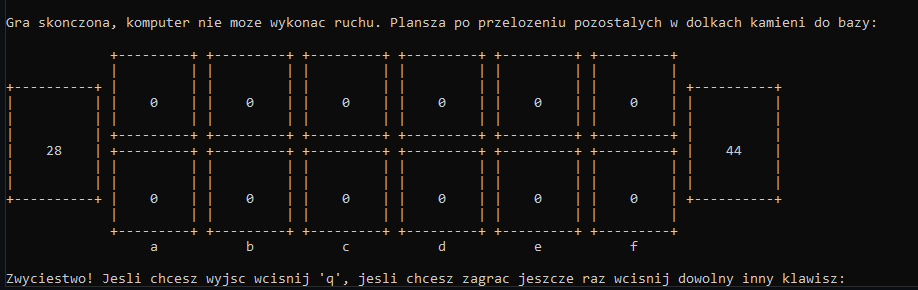 Gra skonczona, komputer nie moze wykonac ruchu. Plansza po przelozeniu pozostalych w dolkach kamieni do bazy:
0 0 0 0 0 0
28 44
0 0 0 0 0 0
a b c d e f
Zwyciestwo! Jesli chcesz wyjsc wcisnij 'q', jesli chcesz zagrac jeszcze raz wcisnij dowolny inny klawisz: